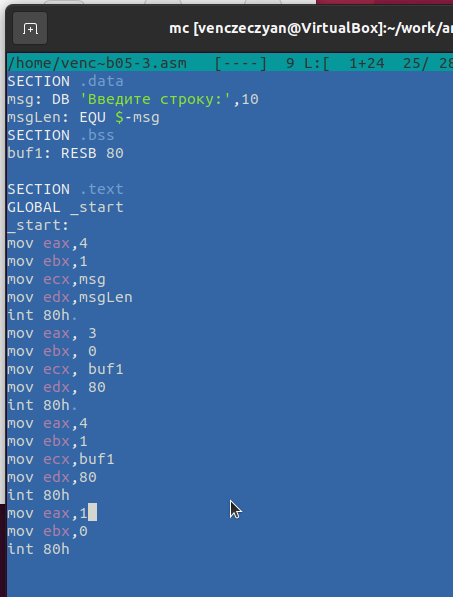 mc [venczeczyan@VirtualBox]:~/work/ar
/home/venc~b05-3.asm [----] 9 L:[ 1+24 25/ 28
SECTION .data
msg: DB 'Введите строку:',10
msgLen: EQU $-msg
SECTION .bss
buf1: RESB 80
SECTION .text
GLOBAL _start
_start:
mov eax,4
mov ebx,1
mov ecx,msg
mov edx,msgLen
int 80h.
mov eax, 3
mov ebx, 0
mov ecx, buf1
mov edx, 80
int 80h.
mov eax,4
mov ebx,1
mov ecx,buf1
mov edx,80
int 80h
mov eax,1
mov ebx,0
int 80h